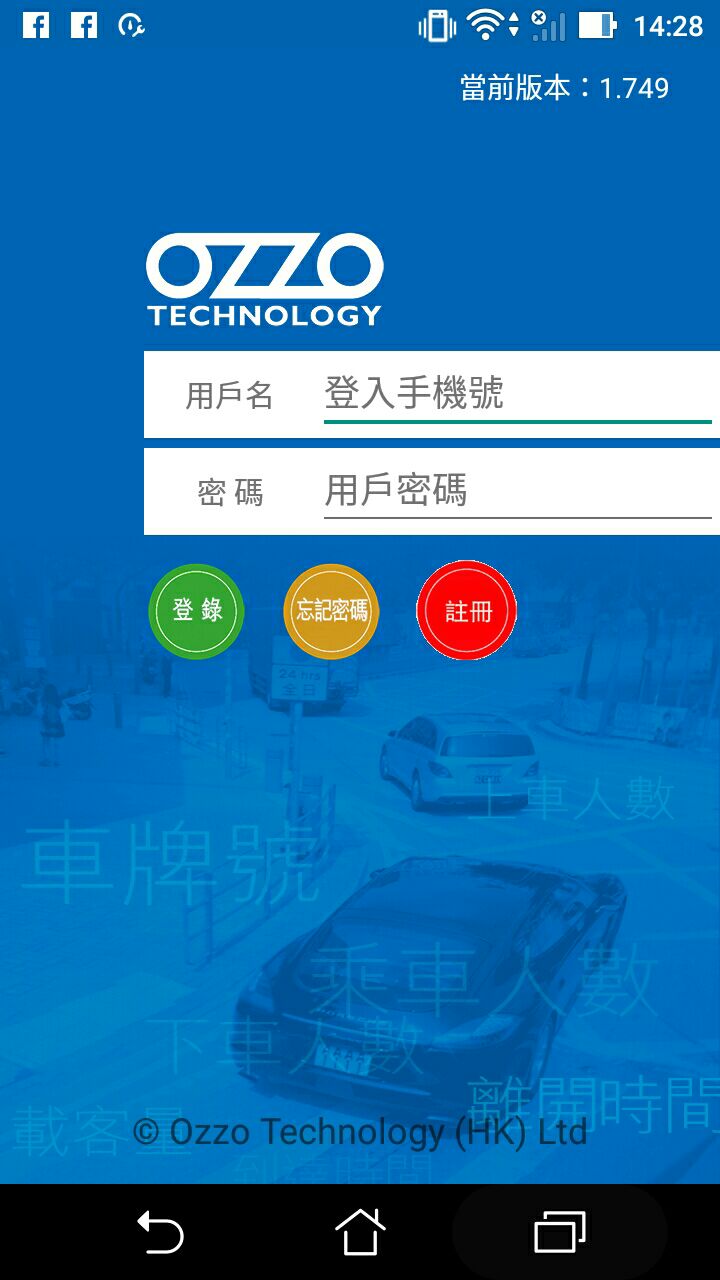 14:28
當前版本：1.749
OZZO
TECHNOLOGY
用戶名 登入手機號
密 碼 用戶密碼
登 錄 忘記密碼 註冊
24 hrs
全日
上車人數
車牌號
乘車人數
下車人數
離開時間
載客量
© Ozzo Technology (HK) Ltd
到達時間